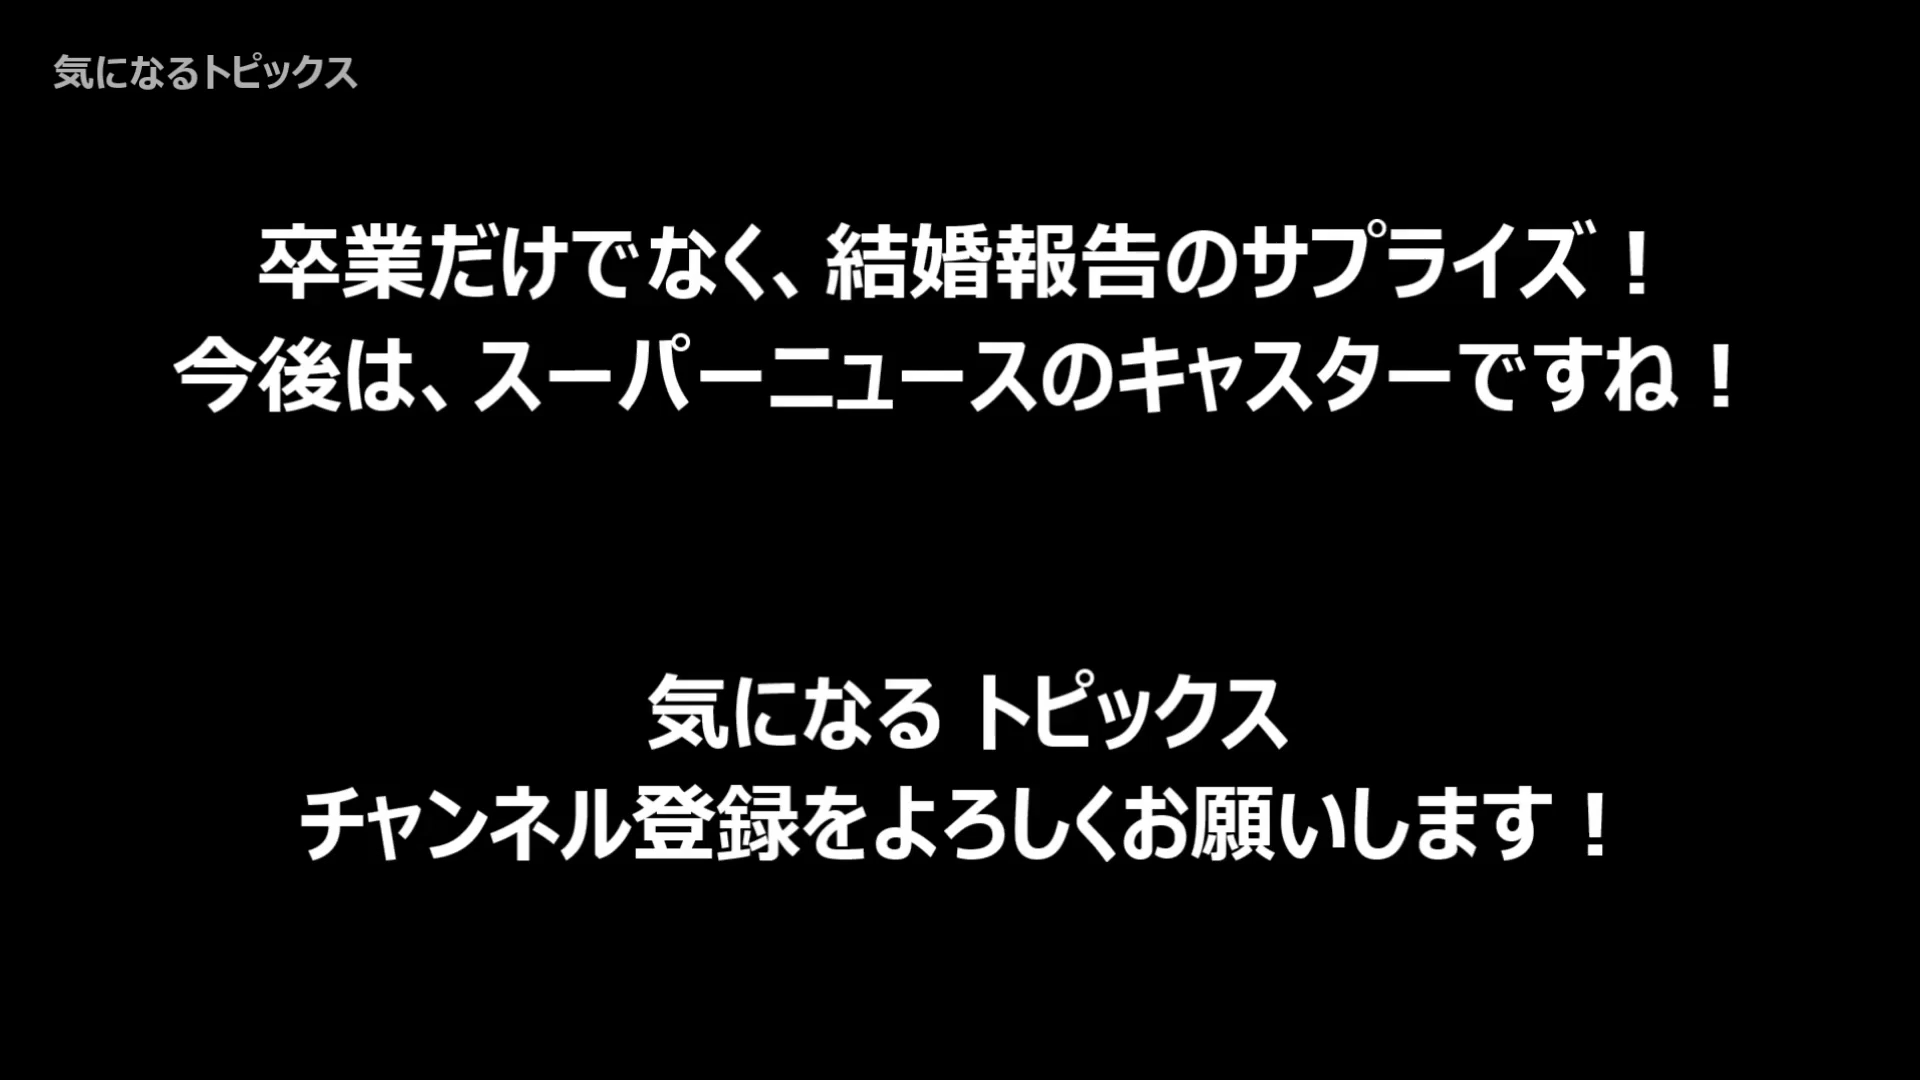 気になるトピックス
卒業だけでなく、結婚報告のサプライズ！
今後は、スーパーニュースのキャスターですね！
気になる トピックス
チャンネル登録をよろしくお願いします！